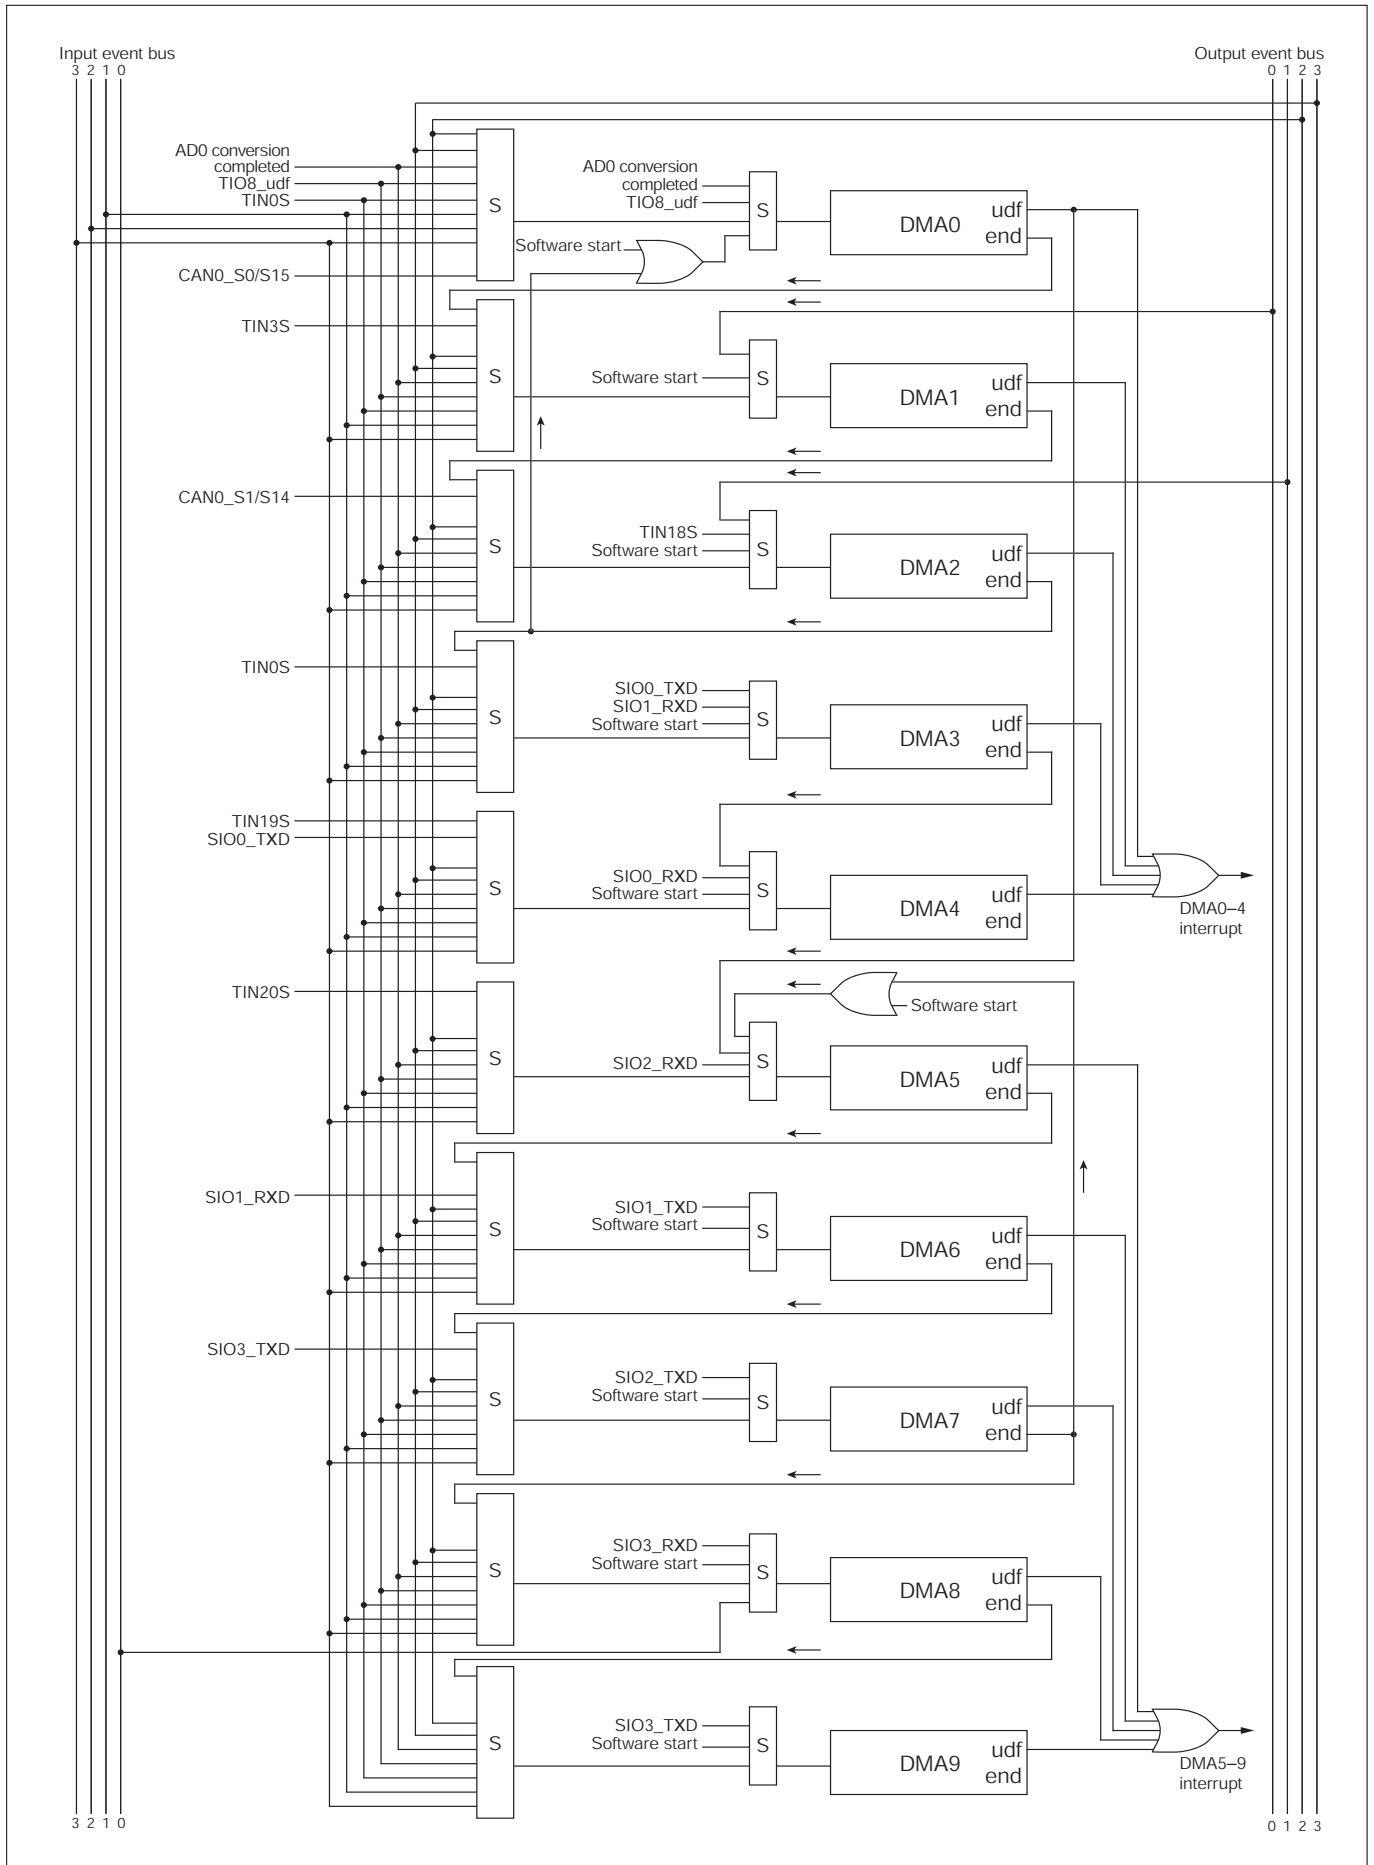 Input event bus
3 2 1 0
Output event bus
0 1 2 3
AD0 conversion
completed
TIO8_udf
TIN0S
CAN0_S0/S15
S
AD0 conversion
completed
TIO8_udf
Software start
S
DMA0
udf
end
TIN3S
S
Software start
S
DMA1
udf
end
CAN0_S1/S14
S
TIN18S
Software start
S
DMA2
udf
end
TIN0S
S
SIO0_TXD
SIO1_RXD
Software start
S
DMA3
udf
end
TIN19S
SIO0_TXD
S
SIO0_RXD
Software start
S
DMA4
udf
end
DMA0–4
interrupt
TIN20S
S
Software start
SIO2_RXD
S
DMA5
udf
end
SIO1_RXD
S
SIO1_TXD
Software start
S
DMA6
udf
end
SIO3_TXD
S
SIO2_TXD
Software start
S
DMA7
udf
end
S
SIO3_RXD
Software start
S
DMA8
udf
end
S
SIO3_TXD
Software start
S
DMA9
udf
end
DMA5–9
interrupt
3 2 1 0
0 1 2 3